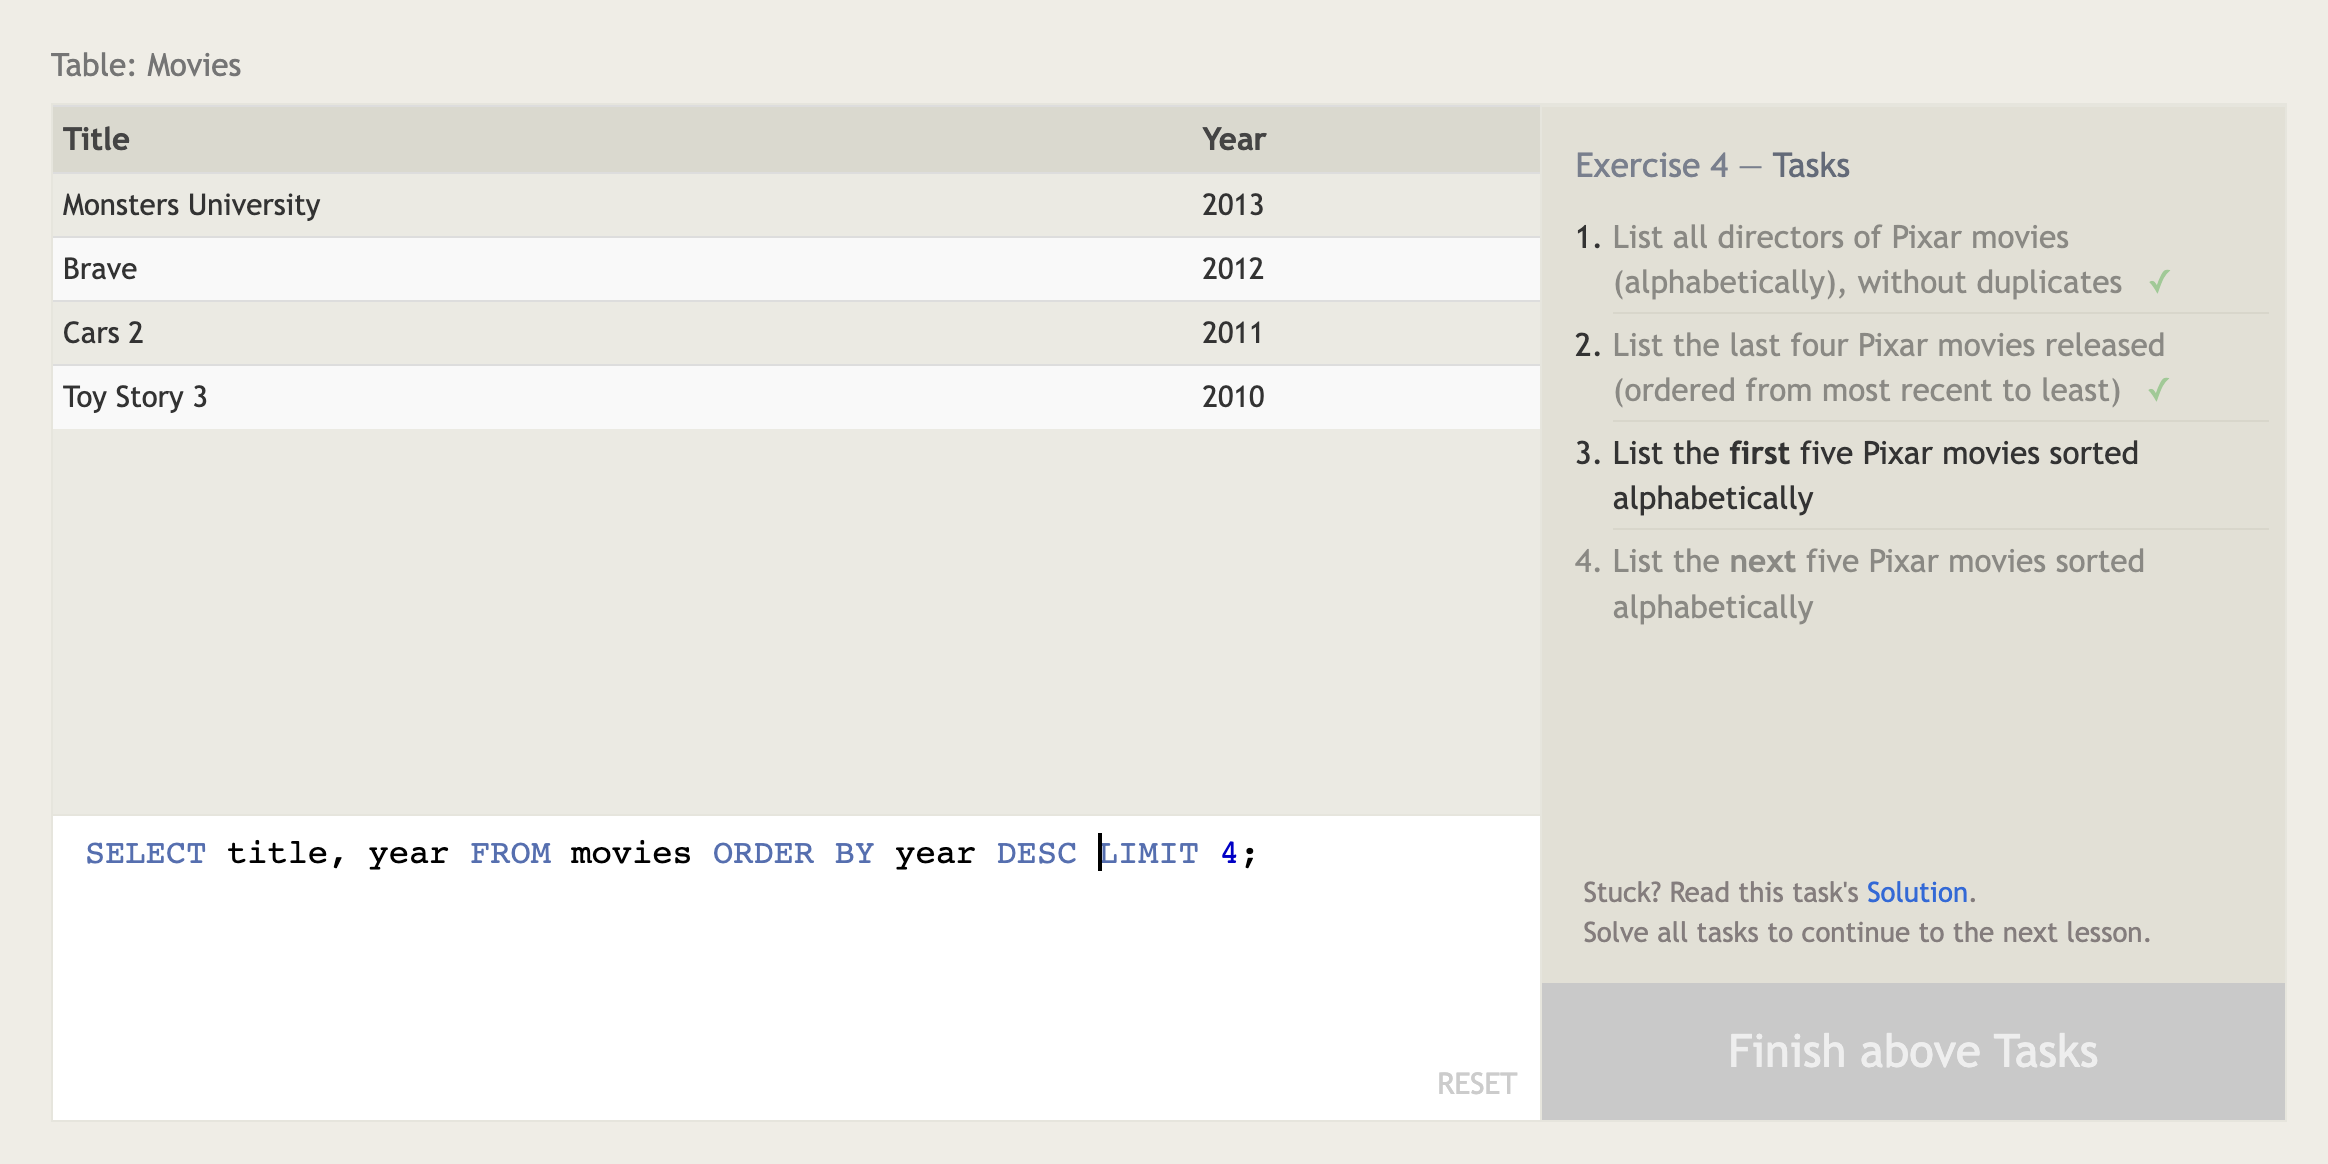 Table: Movies
Title Year
Monsters University 2013
Brave 2012
Cars 2 2011
Toy Story 3 2010
SELECT title, year FROM movies ORDER BY year DESC LIMIT 4;
RESET
Exercise 4 — Tasks
1. List all directors of Pixar movies
(alphabetically), without duplicates ✓
2. List the last four Pixar movies released
(ordered from most recent to least) ✓
3. List the first five Pixar movies sorted
alphabetically
4. List the next five Pixar movies sorted
alphabetically
Stuck? Read this task's Solution.
Solve all tasks to continue to the next lesson.
Finish above Tasks